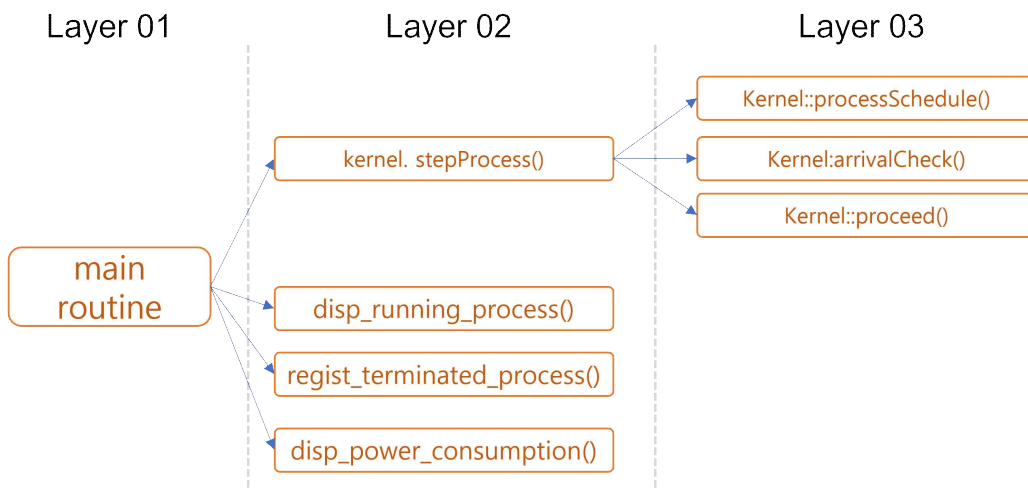 Layer 01
Layer 02
Layer 03
main
routine
kernel. stepProcess()
disp_running_process()
regist_terminated_process()
disp_power_consumption()
Kernel::processSchedule()
Kernel:arrivalCheck()
Kernel::proceed()